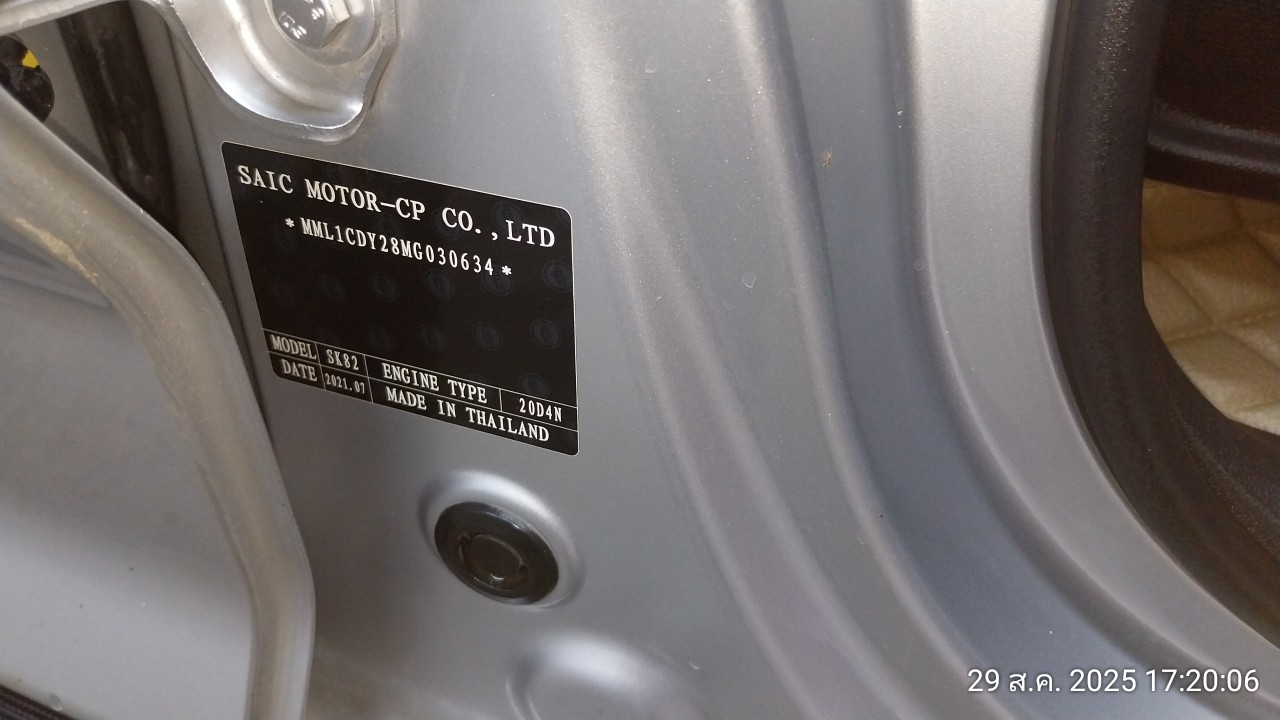 SAIC MOTOR-CP CO.,LTD
*MML1CDY28MG030634*
MODEL SK82 ENGINE TYPE 20D4N
DATE 2021.07 MADE IN THAILAND
29 ส.ค. 2025 17:20:06